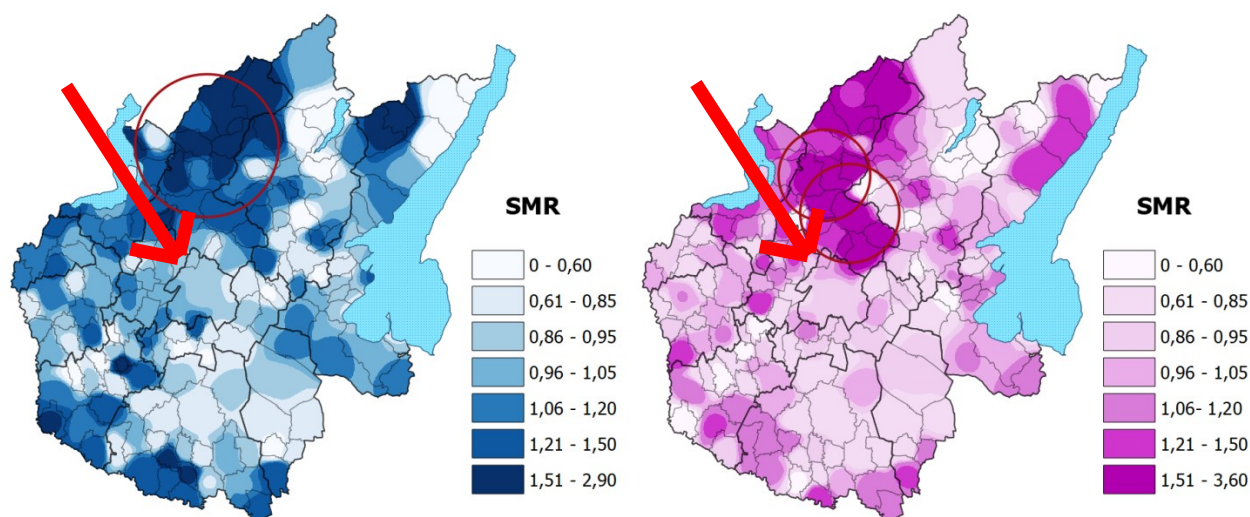 SMR
0 - 0,60
0,61 - 0,85
0,86 - 0,95
0,96 - 1,05
1,06 - 1,20
1,21 - 1,50
1,51 - 2,90
SMR
0 - 0,60
0,61 - 0,85
0,86 - 0,95
0,96 - 1,05
1,06- 1,20
1,21 - 1,50
1,51 - 3,60